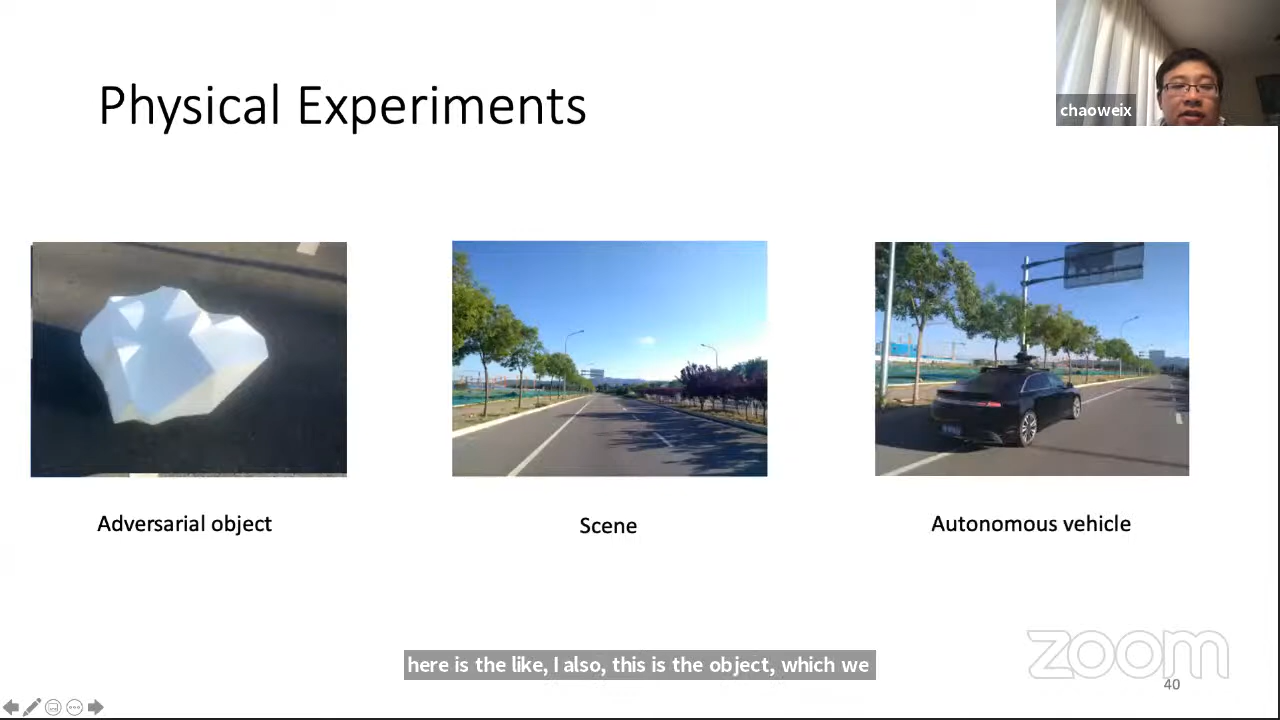 Physical Experiments
chaoweix
Adversarial object
Scene
Autonomous vehicle
here is the like, I also, this is the object, which we
zoom
40